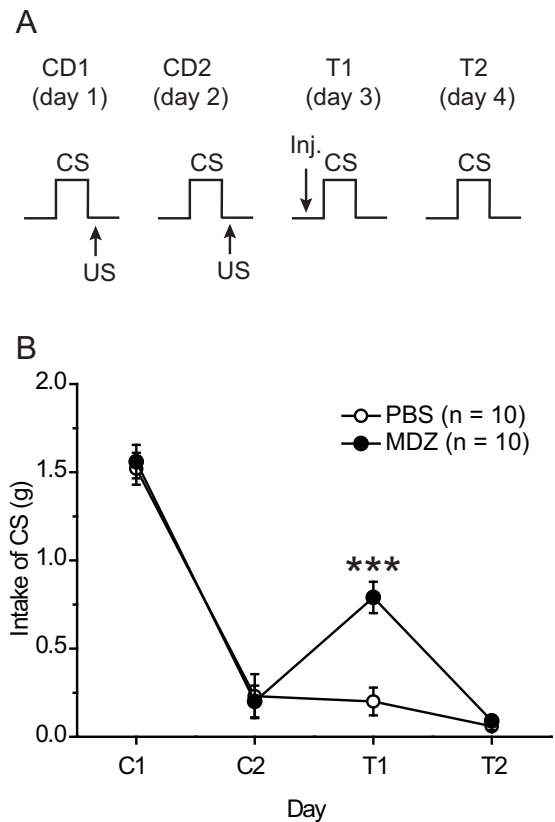 A
CD1 CD2 T1 T2
(day 1) (day 2) (day 3) (day 4)
Inj.
CS CS CS CS
US US
B
2.0
PBS (n = 10)
MDZ (n = 10)
1.5
***
1.0
0.5
0.0
Intake of CS (g)
C1 C2 T1 T2
Day